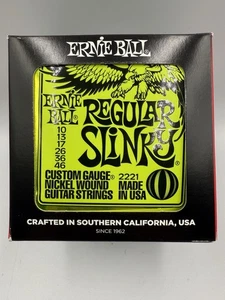 ERNIE BALL
ERNIE
BALL
REGULAR
SLINKY
10
13
17
26
36
46
CUSTOM GAUGE®
NICKEL WOUND
GUITAR STRINGS
2221
MADE
IN USA
CRAFTED IN SOUTHERN CALIFORNIA, USA
SINCE 1962